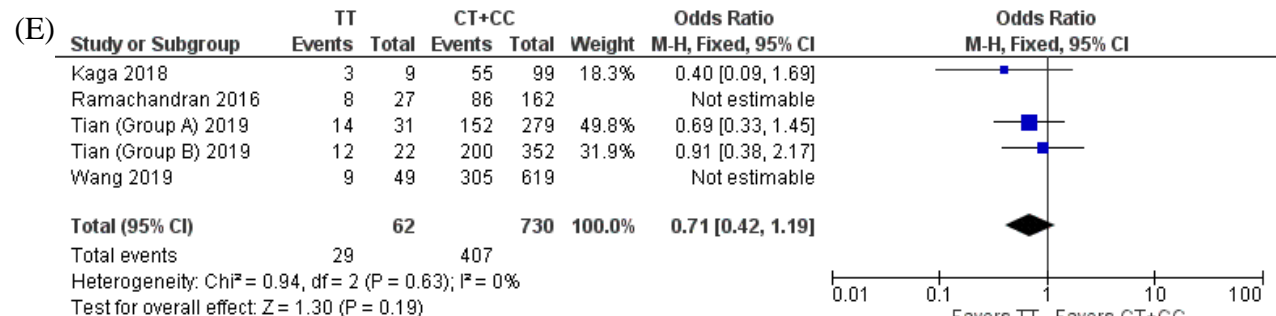 (E) TT CT+CC Odds Ratio Odds Ratio
Study or Subgroup Events Total Events Total Weight M-H, Fixed, 95% CI M-H, Fixed, 95% CI
Kaga 2018 3 9 55 99 18.3% 0.40 [0.09, 1.69]
Ramachandran 2016 8 27 86 162 Not estimable
Tian (Group A) 2019 14 31 152 279 49.8% 0.69 [0.33, 1.45]
Tian (Group B) 2019 12 22 200 352 31.9% 0.91 [0.38, 2.17]
Wang 2019 9 49 305 619 Not estimable
Total (95% CI) 62 730 100.0% 0.71 [0.42, 1.19]
Total events 29 407
Heterogeneity: Chi² = 0.94, df = 2 (P = 0.63); I² = 0%
Test for overall effect: Z = 1.30 (P = 0.19)
0.01 0.1 1 10 100
Favors TT Favors CT+CC